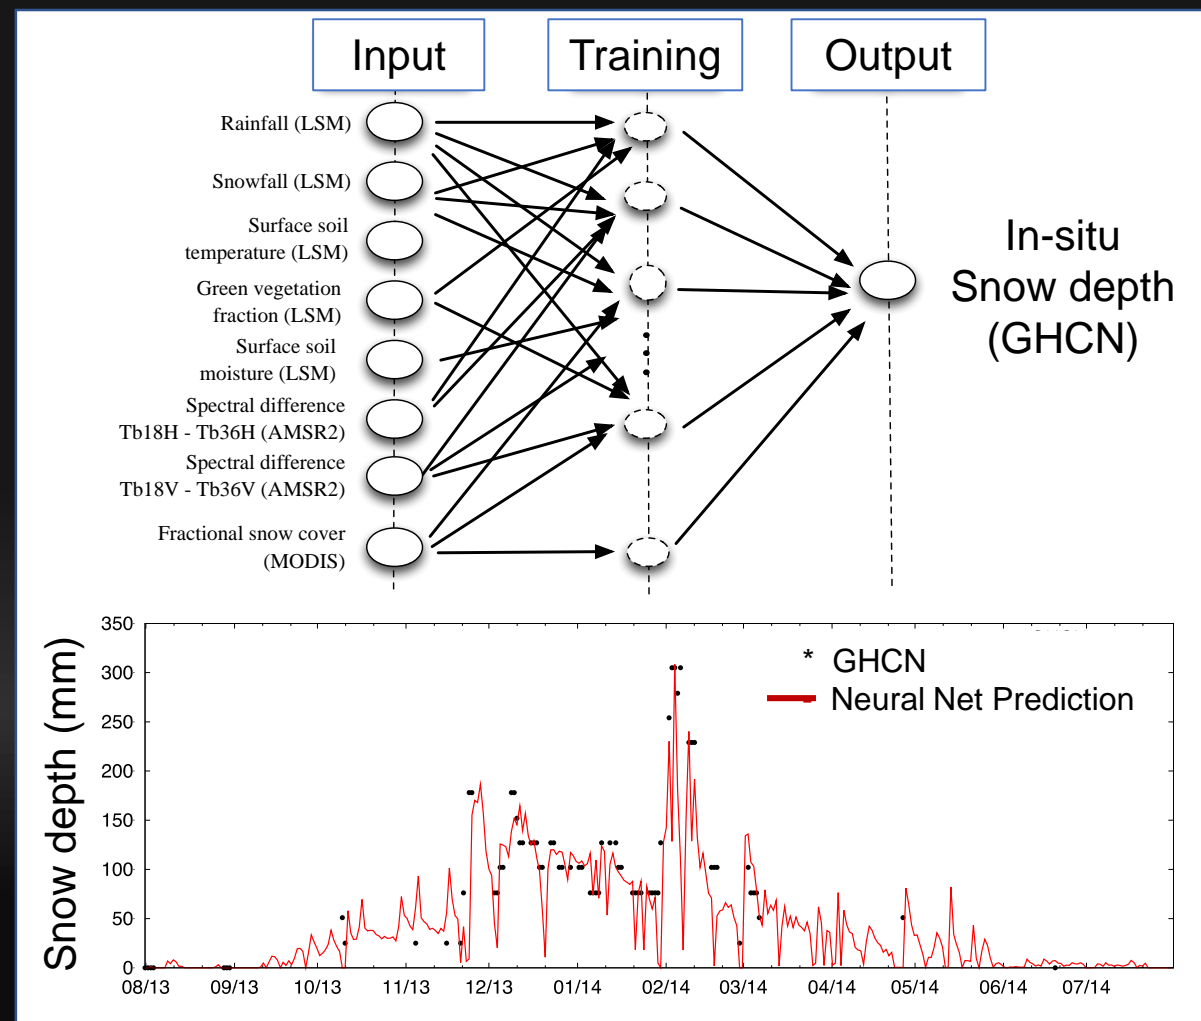 Input
Training
Output
Rainfall (LSM)
Snowfall (LSM)
Surface soil
temperature (LSM)
Green vegetation
fraction (LSM)
Surface soil
moisture (LSM)
Spectral difference
Tb18H - Tb36H (AMSR2)
Spectral difference
Tb18V - Tb36V (AMSR2)
Fractional snow cover
(MODIS)
In-situ
Snow depth
(GHCN)
Snow depth (mm)
350
300
250
200
150
100
50
0
* GHCN
Neural Net Prediction
08/13 09/13 10/13 11/13 12/13 01/14 02/14 03/14 04/14 05/14 06/14 07/14